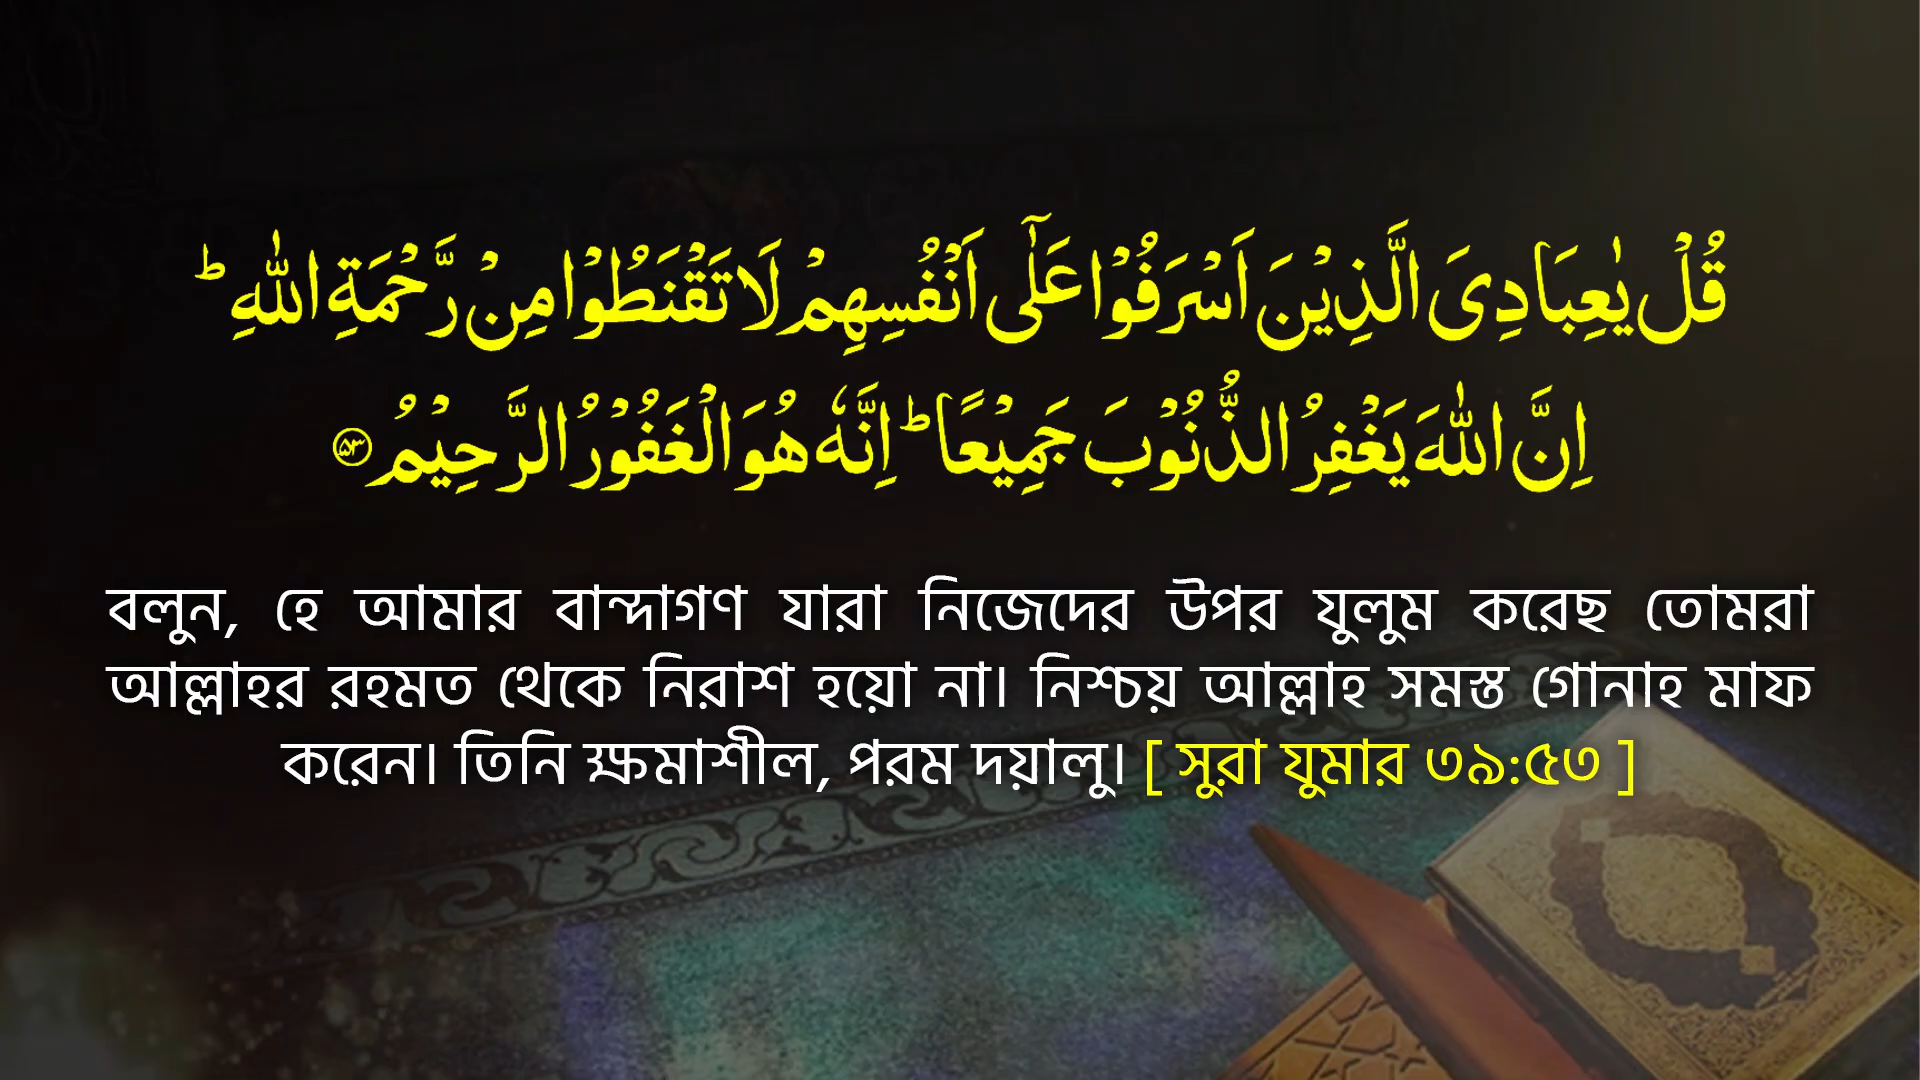 قُلْ يٰعِبَادِىَ الَّذِيْنَ اَسْرَفُوْا عَلٰٓى اَنْفُسِهِمْ لَا تَقْنَطُوْا مِنْ رَّحْمَةِ اللّٰهِ ؕ
اِنَّ اللّٰهَ يَغْفِرُ الذُّنُوْبَ جَمِيْعًا ؕ اِنَّهٗ هُوَ الْغَفُوْرُ الرَّحِيْمُ ﴿۵۳﴾
বলুন, হে আমার বান্দাগণ যারা নিজেদের উপর যুলুম করেছ তোমরা
আল্লাহর রহমত থেকে নিরাশ হয়ো না। নিশ্চয় আল্লাহ সমস্ত গোনাহ মাফ
করেন। তিনি ক্ষমাশীল, পরম দয়ালু। [ সুরা যুমার ৩৯:৫৩ ]